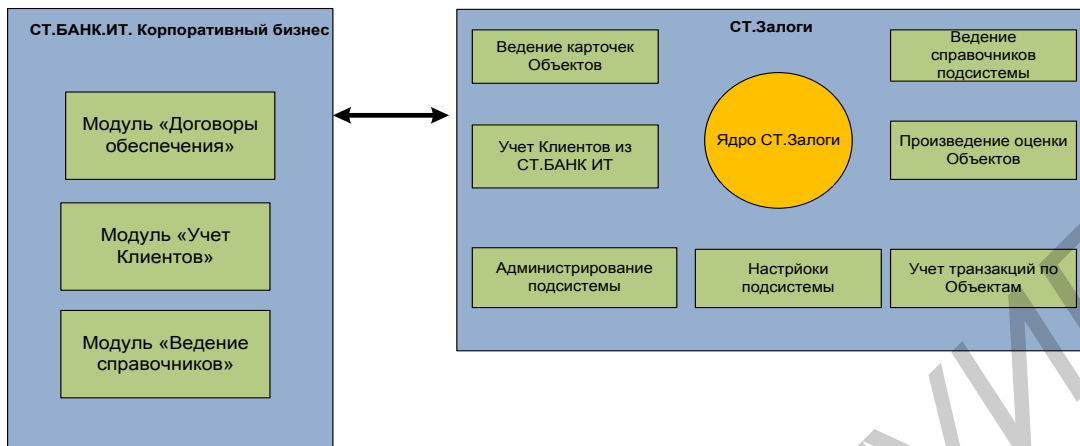 СТ.БАНК.ИТ. Корпоративный бизнес
Модуль «Договоры
обеспечения»
Модуль «Учет
Клиентов»
Модуль «Ведение
справочников»
СТ.Залоги
Ведение карточек
Объектов
Ведение
справочников
подсистемы
Ядро СТ.Залоги
Учет Клиентов из
СТ.БАНК ИТ
Произведение оценки
Объектов
Администрирование
подсистемы
Настрйоки
подсистемы
Учет транзакций по
Объектам